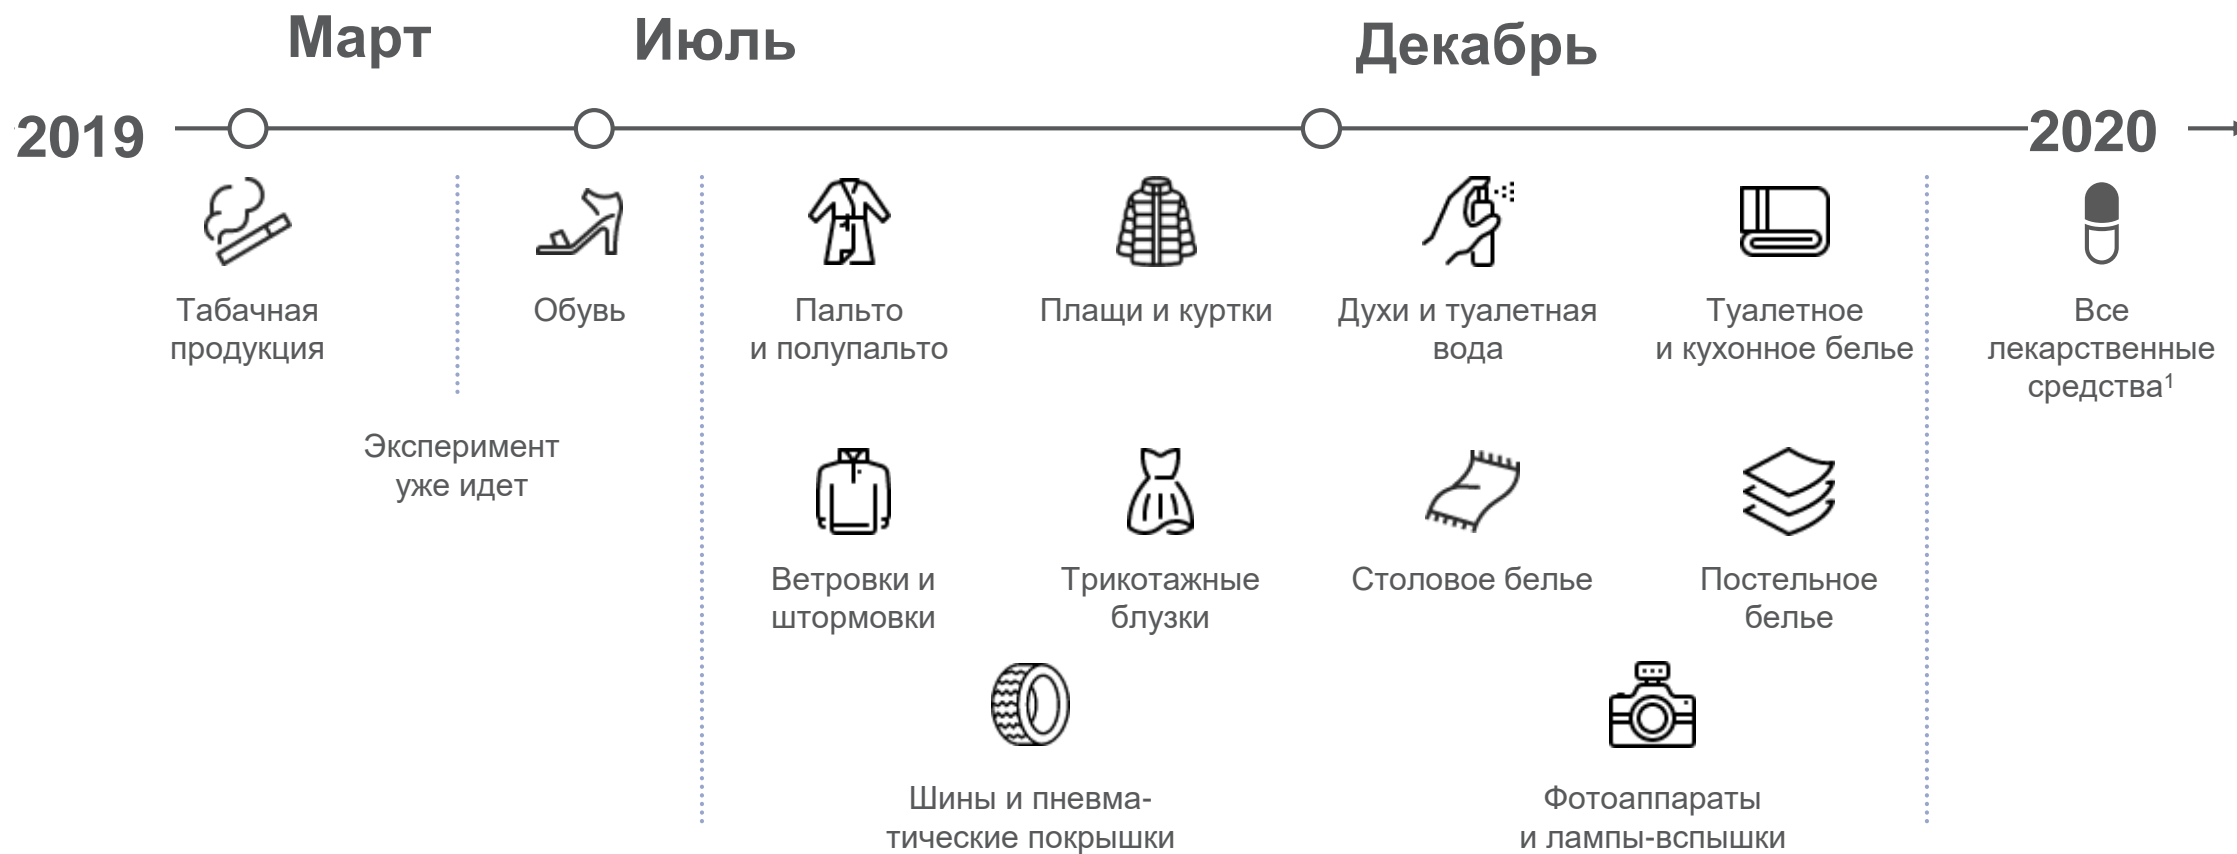 Март
Июль
Декабрь
2019
2020
Табачная
продукция
Обувь
Пальто
и полупальто
Плащи и куртки
Духи и туалетная
вода
Туалетное
и кухонное белье
Все
лекарственные
средства¹
Эксперимент
уже идет
Ветровки и
штормовки
Трикотажные
блузки
Столовое белье
Постельное
белье
Шины и пневма-
тические покрышки
Фотоаппараты
и лампы-вспышки